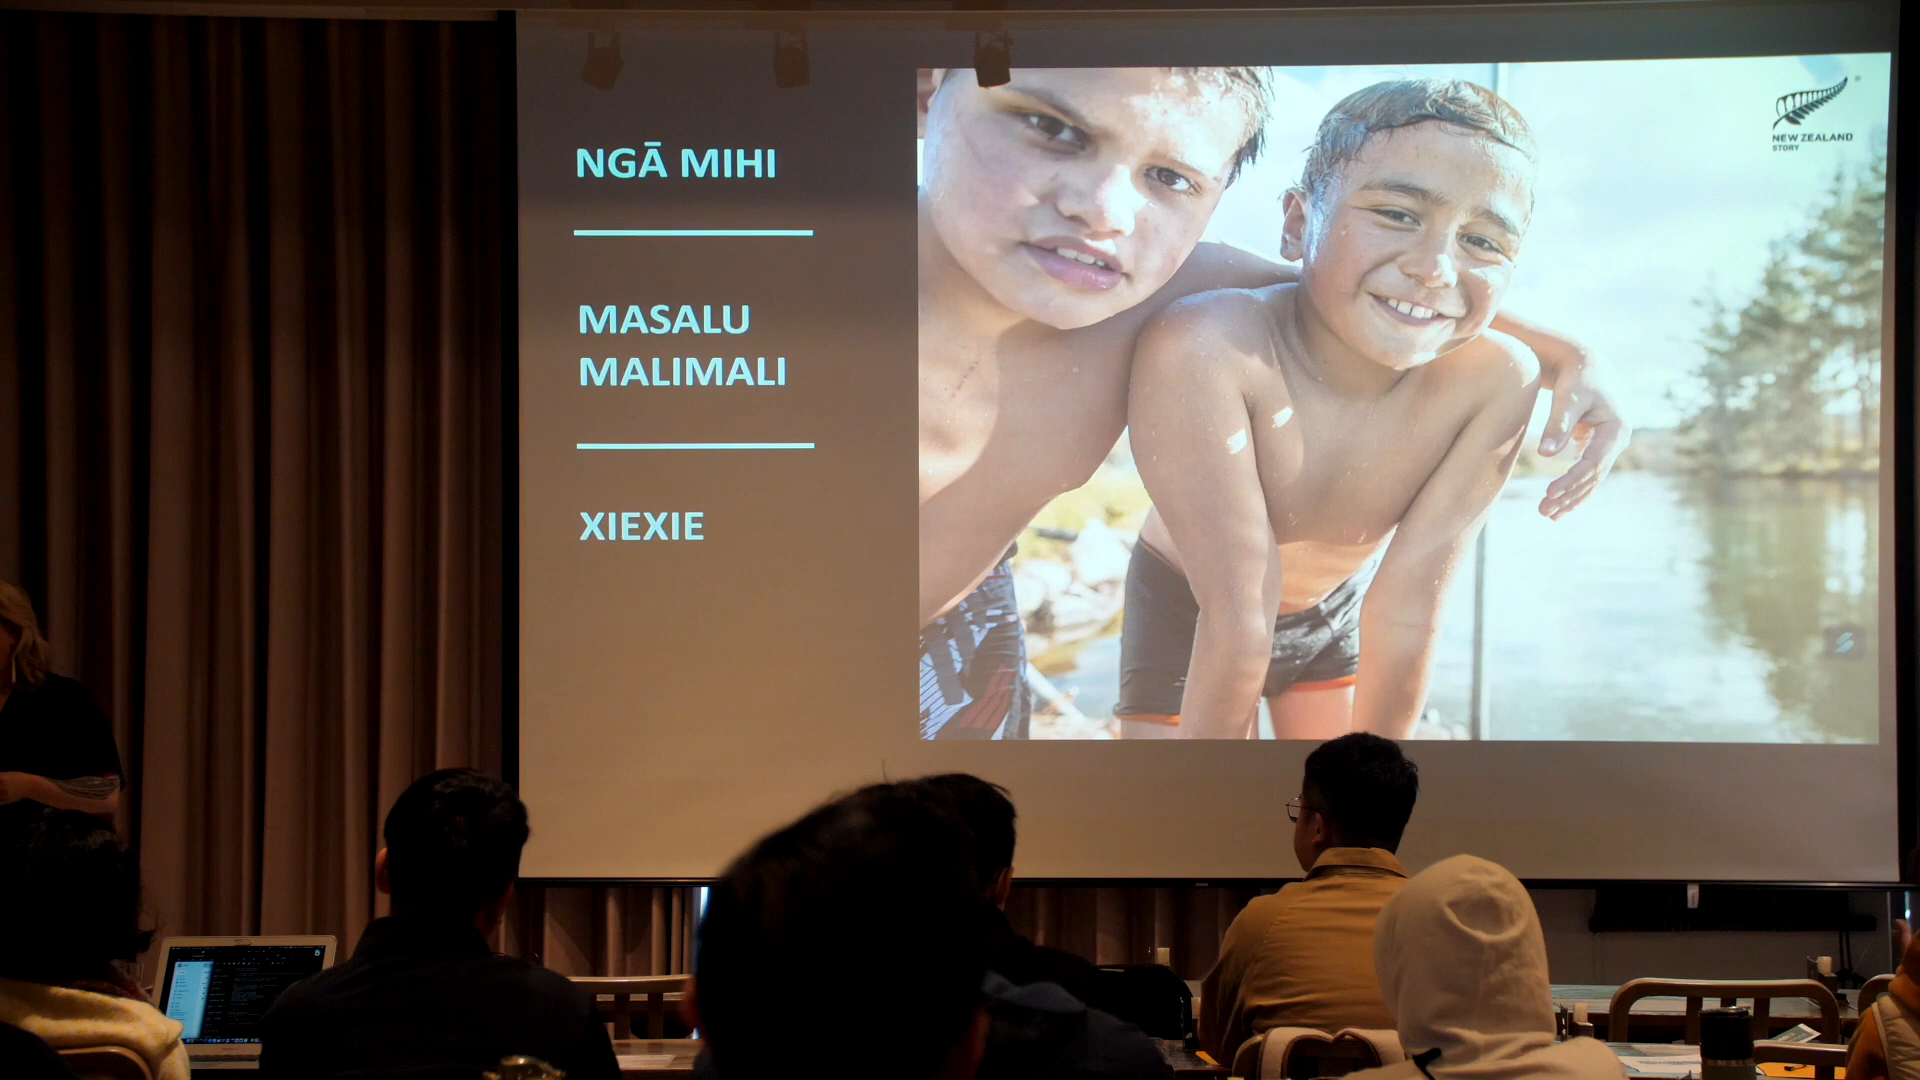 NGĀ MIHI
MASALU
MALIMALI
XIEXIE
NEW ZEALAND
STORY